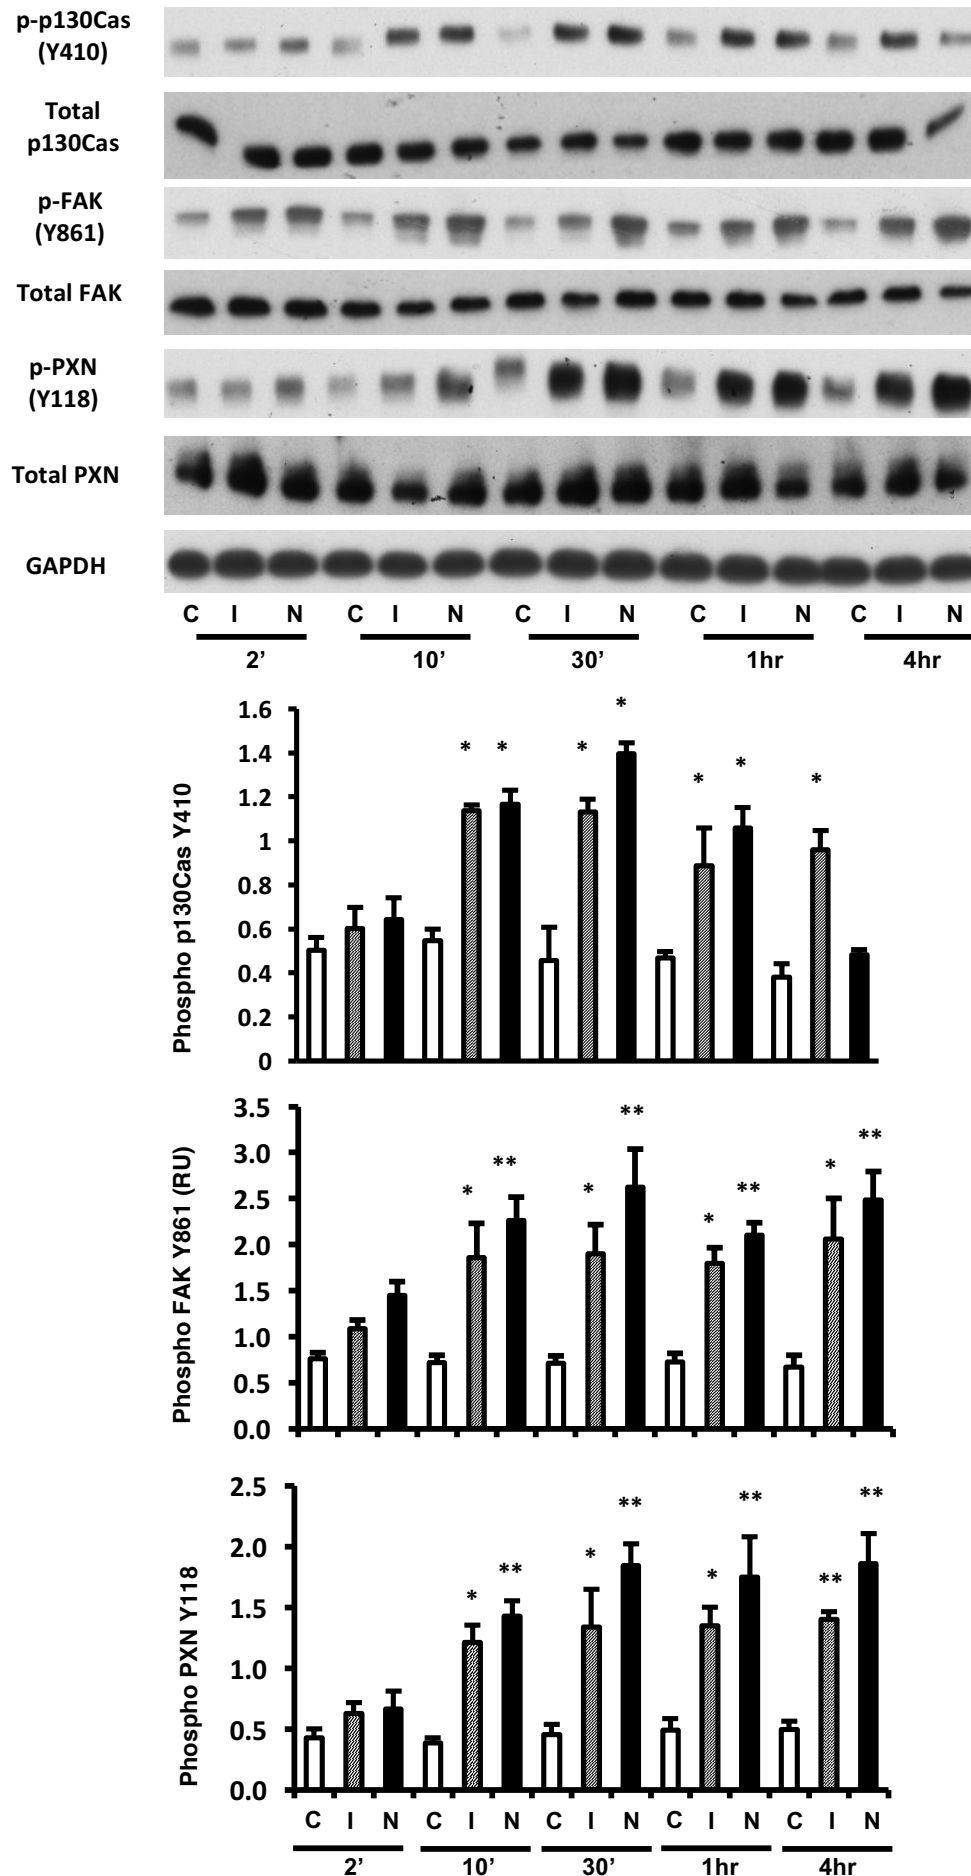 p-p130Cas
(Y410)
Total
p130Cas
p-FAK
(Y861)
Total FAK
p-PXN
(Y118)
Total PXN
GAPDH
C I N C I N C I N C I N C I N
2' 10' 30' 1hr 4hr
Phospho p130Cas Y410
1.6
1.4
1.2
1
0.8
0.6
0.4
0.2
0
* * * * * * *
Phospho FAK Y861 (RU)
3.5
3.0
2.5
2.0
1.5
1.0
0.5
0.0
* ** * ** * ** * **
Phospho PXN Y118
2.5
2.0
1.5
1.0
0.5
0.0
* ** * ** * ** ** **
C I N C I N C I N C I N C I N
2' 10' 30' 1hr 4hr